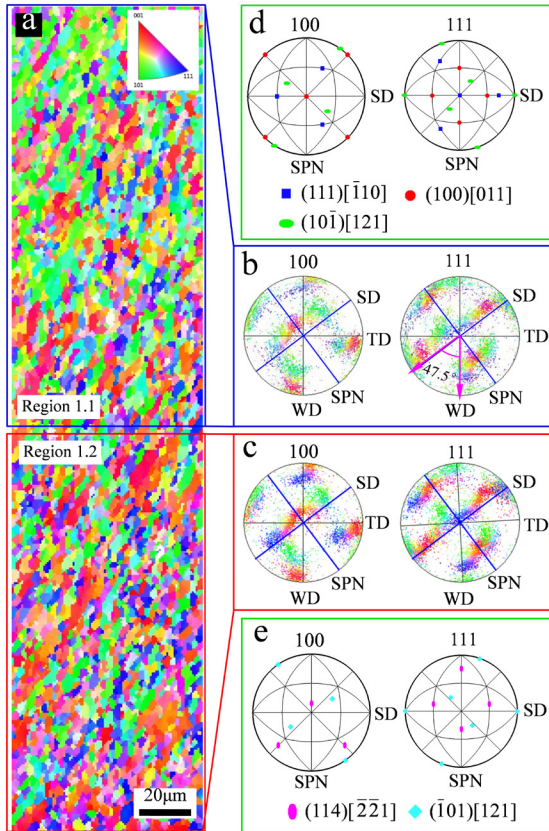 a
001
101
111
Region 1.1
Region 1.2
20μm
d
100
111
SD
SPN
(111)[1̄10]
(100)[011]
(101̄)[121]
b
100
111
SD
TD
SPN
WD
SD
TD
SPN
WD
47.5°
c
100
111
SD
TD
SPN
WD
SD
TD
SPN
WD
e
100
111
SD
SPN
SD
SPN
(114)[2̄2̄1]
(1̄01)[121]